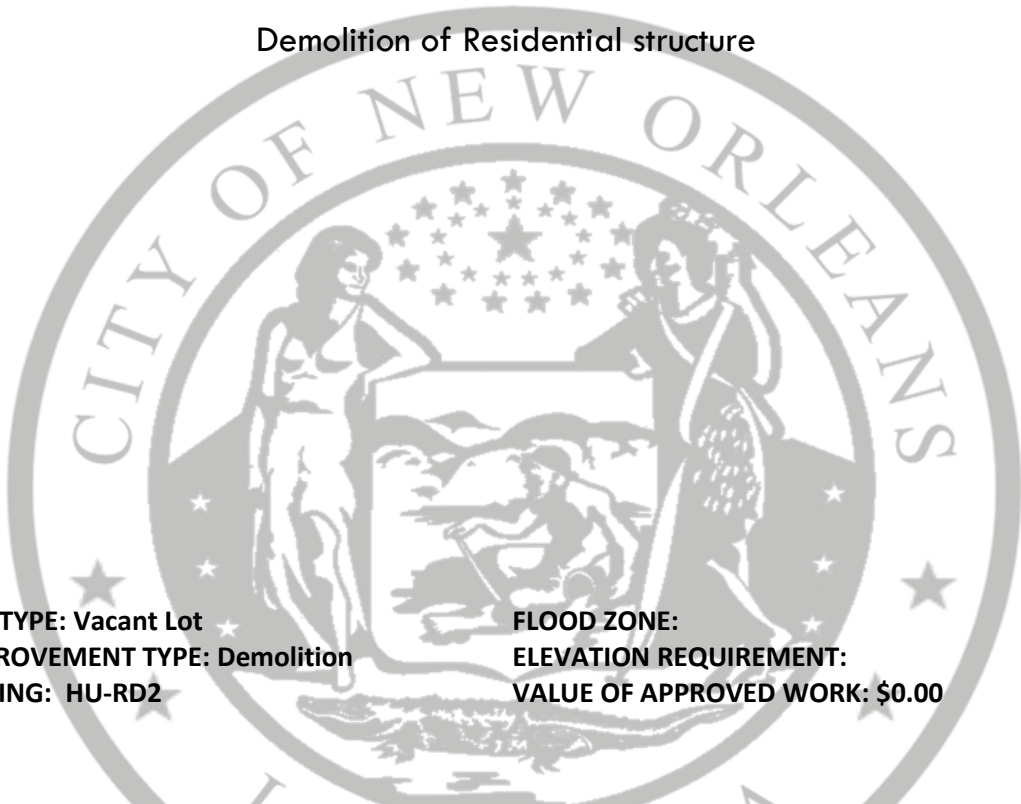 Demolition of Residential structure
CITY OF NEW ORLEANS
TYPE: Vacant Lot
FLOOD ZONE:
ROVEMENT TYPE: Demolition
ELEVATION REQUIREMENT:
ING: HU-RD2
VALUE OF APPROVED WORK: $0.00